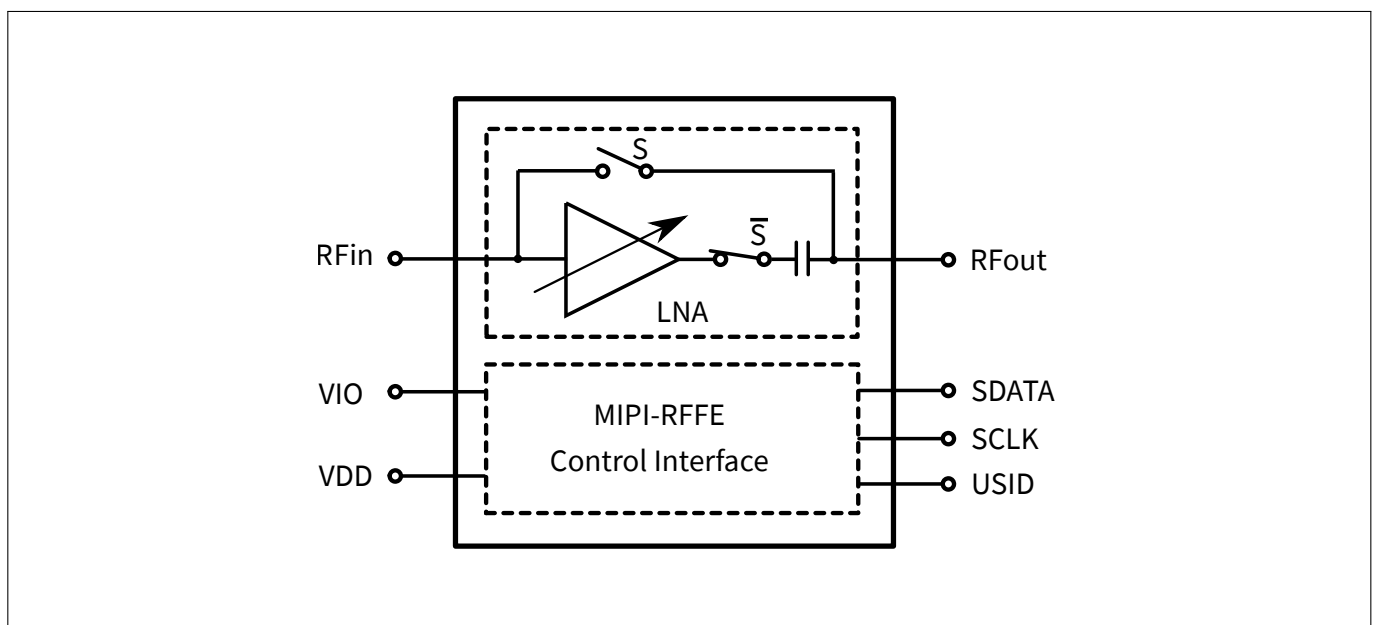 S
RFin
S̅
RFout
LNA
VIO
MIPI-RFFE
Control Interface
SDATA
SCLK
VDD
USID